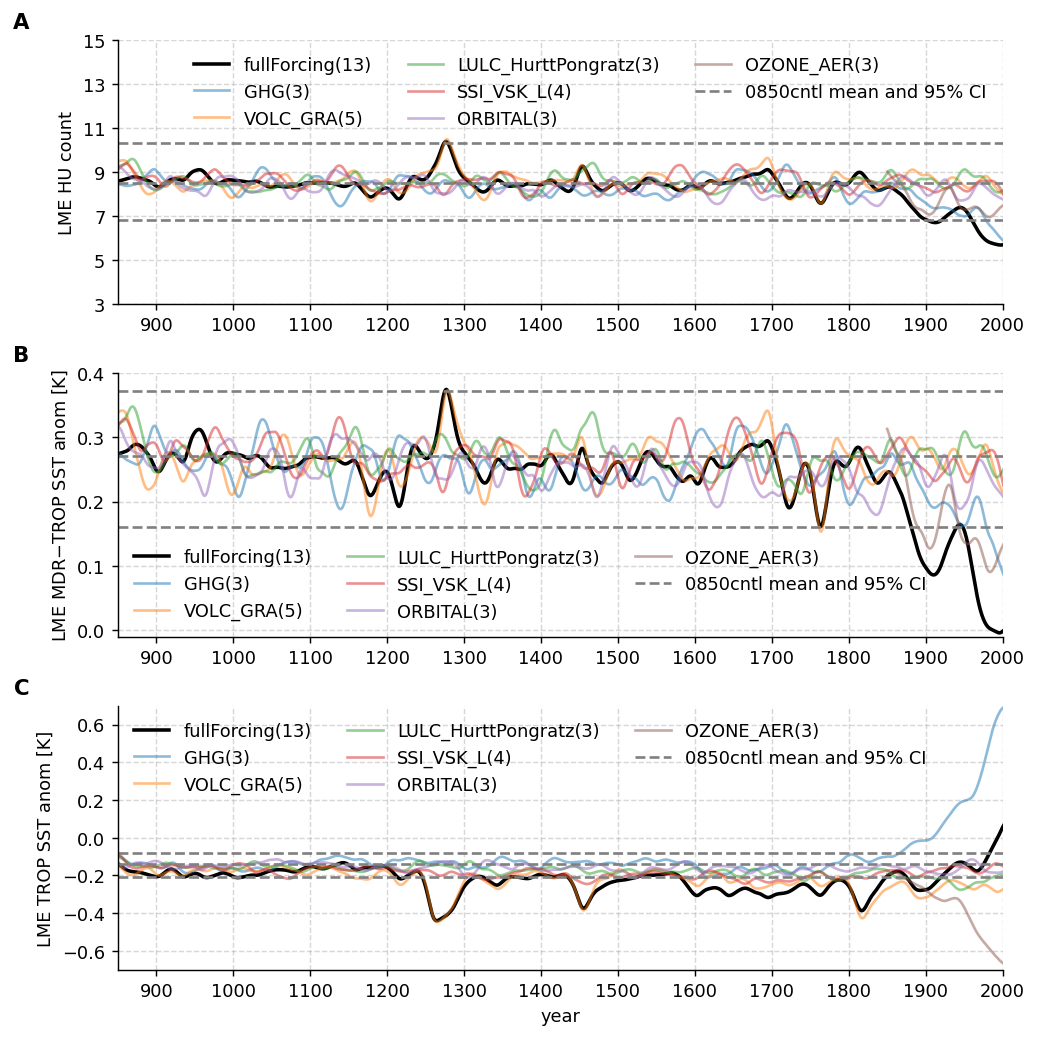 A
LME HU count
15
13
11
9
7
5
3
fullForcing(13)
GHG(3)
VOLC_GRA(5)
LULC_HurttPongratz(3)
SSI_VSK_L(4)
ORBITAL(3)
OZONE_AER(3)
0850cntl mean and 95% CI
900 1000 1100 1200 1300 1400 1500 1600 1700 1800 1900 2000
B
LME MDR−TROP SST anom [K]
0.4
0.3
0.2
0.1
0.0
fullForcing(13)
GHG(3)
VOLC_GRA(5)
LULC_HurttPongratz(3)
SSI_VSK_L(4)
ORBITAL(3)
OZONE_AER(3)
0850cntl mean and 95% CI
900 1000 1100 1200 1300 1400 1500 1600 1700 1800 1900 2000
C
LME TROP SST anom [K]
0.6
0.4
0.2
0.0
−0.2
−0.4
−0.6
fullForcing(13)
GHG(3)
VOLC_GRA(5)
LULC_HurttPongratz(3)
SSI_VSK_L(4)
ORBITAL(3)
OZONE_AER(3)
0850cntl mean and 95% CI
900 1000 1100 1200 1300 1400 1500 1600 1700 1800 1900 2000
year